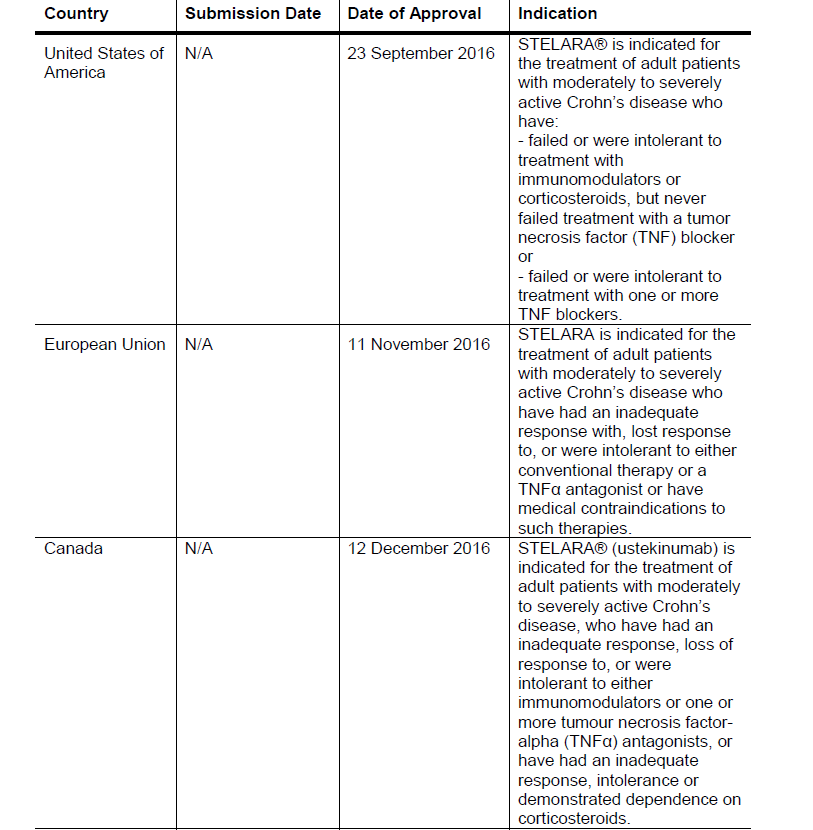 Country Submission Date Date of Approval Indication
United States of America N/A 23 September 2016 STELARA® is indicated for
the treatment of adult patients
with moderately to severely
active Crohn’s disease who
have:
- failed or were intolerant to
treatment with
immunomodulators or
corticosteroids, but never
failed treatment with a tumor
necrosis factor (TNF) blocker
or
- failed or were intolerant to
treatment with one or more
TNF blockers.
European Union N/A 11 November 2016 STELARA is indicated for the
treatment of adult patients
with moderately to severely
active Crohn’s disease who
have had an inadequate
response with, lost response
to, or were intolerant to either
conventional therapy or a
TNFα antagonist or have
medical contraindications to
such therapies.
Canada N/A 12 December 2016 STELARA® (ustekinumab) is
indicated for the treatment of
adult patients with moderately
to severely active Crohn’s
disease, who have had an
inadequate response, loss of
response to, or were
intolerant to either
immunomodulators or one or
more tumour necrosis factor-
alpha (TNFα) antagonists, or
have had an inadequate
response, intolerance or
demonstrated dependence on
corticosteroids.